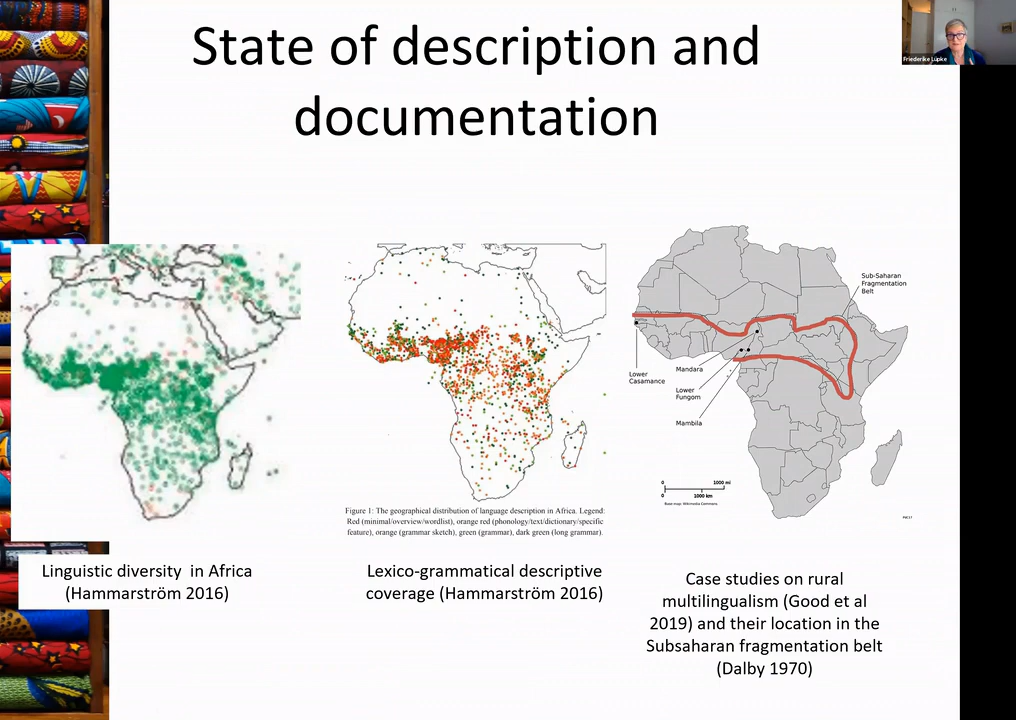 State of description and
documentation
Friederike Lüpke
Sub-Saharan
Fragmentation
Belt
Lower
Casamance
Mandara
Lower
Fungom
Mambila
0
1000 mi
0
1000 km
Base map: Wikimedia Commons.
Figure 1: The geographical distribution of language description in Africa. Legend:
Red (minimal/overview/wordlist), orange red (phonology/text/dictionary/specific
feature), orange (grammar sketch), green (grammar), dark green (long grammar).
Linguistic diversity in Africa
(Hammarström 2016)
Lexico-grammatical descriptive
coverage (Hammarström 2016)
Case studies on rural
multilingualism (Good et al
2019) and their location in the
Subsaharan fragmentation belt
(Dalby 1970)